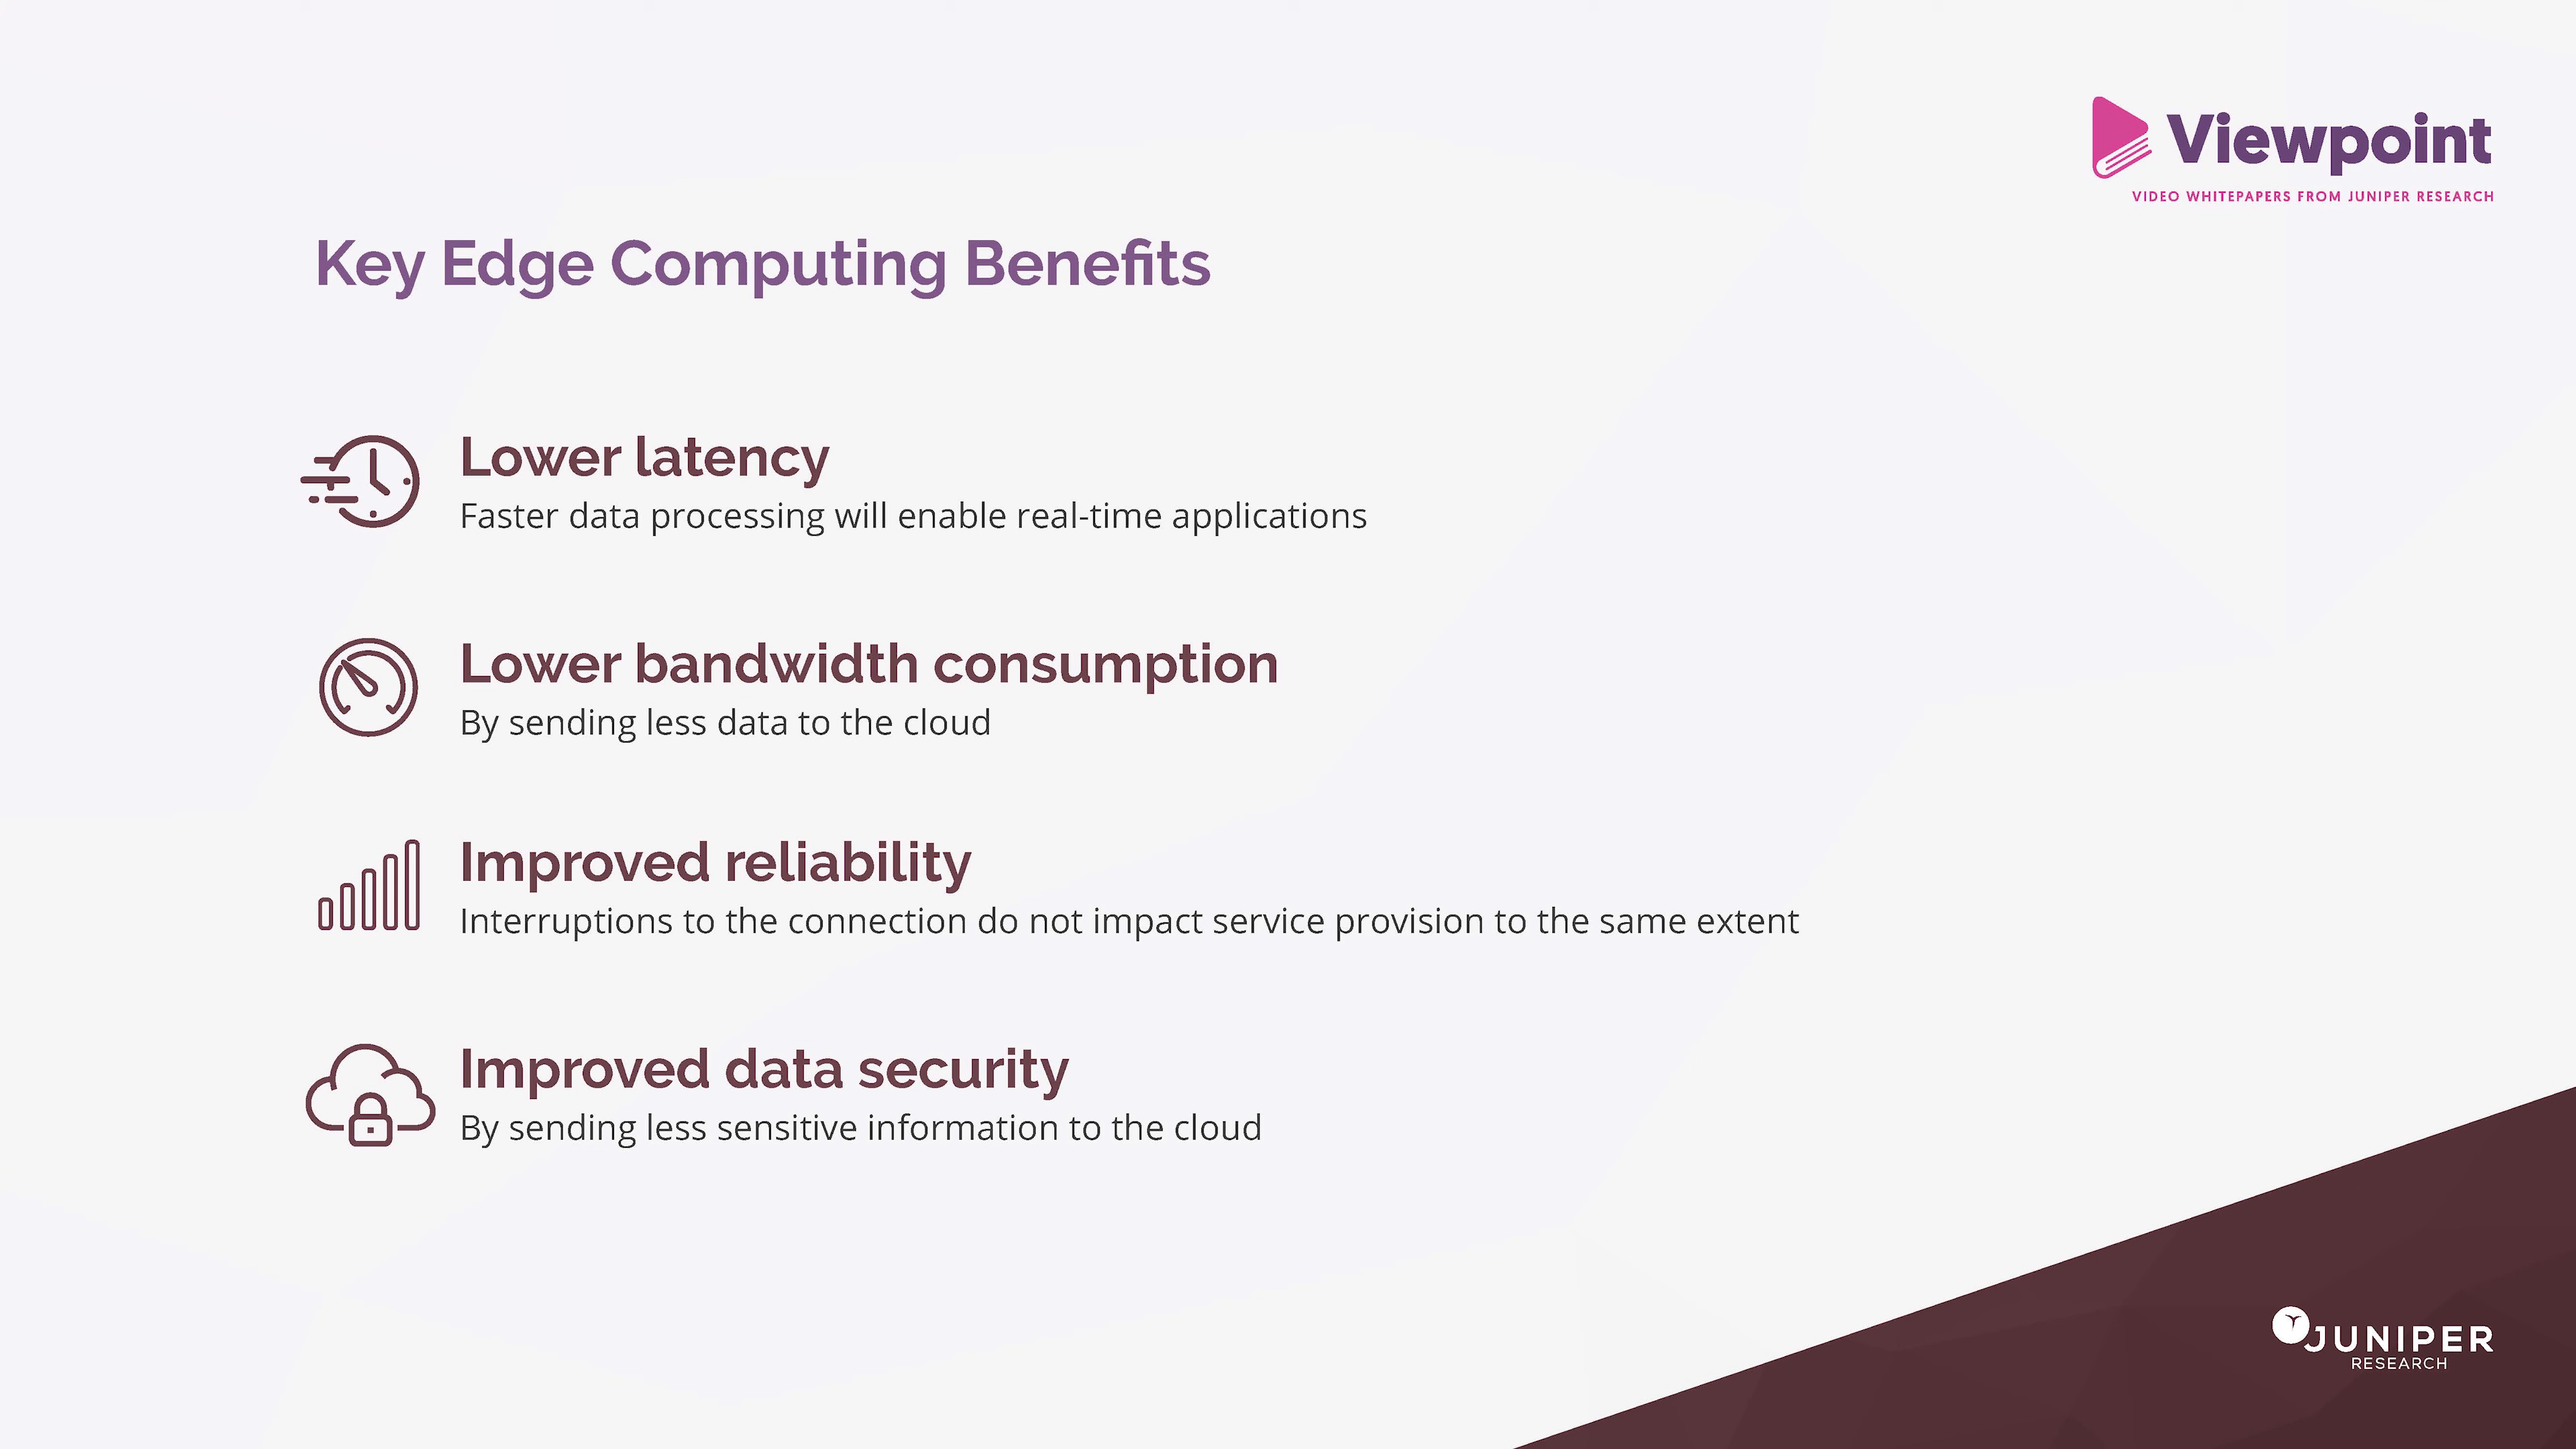 Viewpoint
VIDEO WHITEPAPERS FROM JUNIPER RESEARCH
Key Edge Computing Benefits
Lower latency
Faster data processing will enable real-time applications
Lower bandwidth consumption
By sending less data to the cloud
Improved reliability
Interruptions to the connection do not impact service provision to the same extent
Improved data security
By sending less sensitive information to the cloud
JUNIPER
RESEARCH